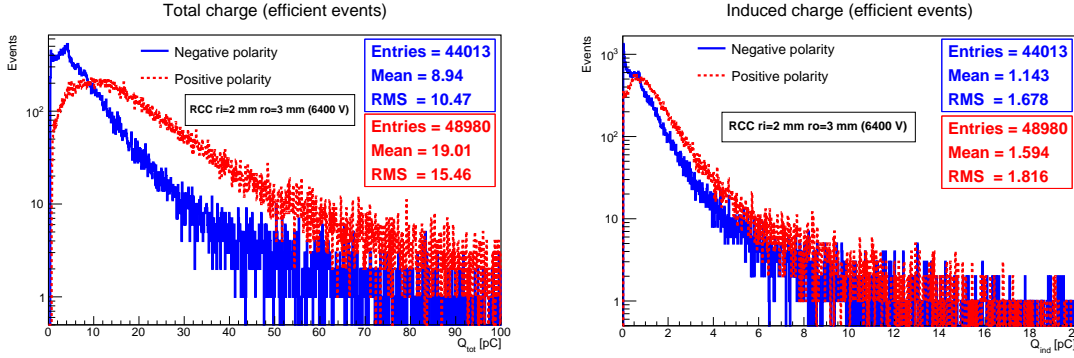 Total charge (efficient events)
Events
Negative polarity
Positive polarity
RCC ri=2 mm ro=3 mm (6400 V)
Entries = 44013
Mean = 8.94
RMS = 10.47
Entries = 48980
Mean = 19.01
RMS = 15.46
10²
10
1
0 10 20 30 40 50 60 70 80 90 100
Qtot [pC]
Induced charge (efficient events)
Events
Negative polarity
Positive polarity
RCC ri=2 mm ro=3 mm (6400 V)
Entries = 44013
Mean = 1.143
RMS = 1.678
Entries = 48980
Mean = 1.594
RMS = 1.816
10³
10²
10
1
0 2 4 6 8 10 12 14 16 18
Qind [pC]